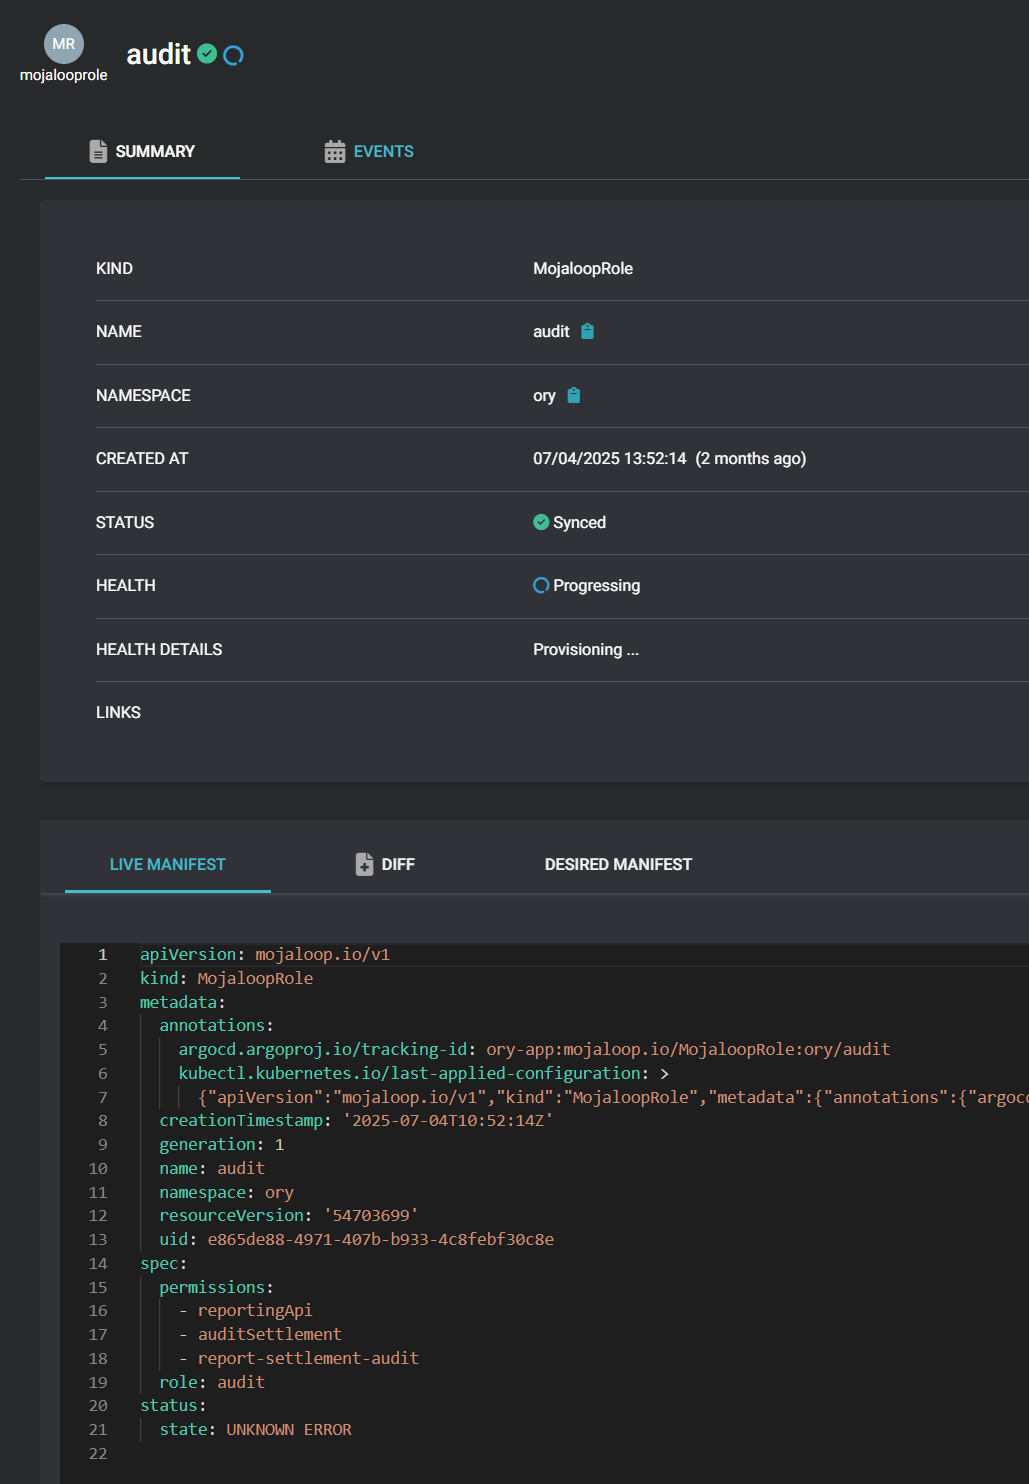 MR
mojalooprole
audit
SUMMARY
EVENTS
KIND MojaloopRole
NAME audit
NAMESPACE ory
CREATED AT 07/04/2025 13:52:14 (2 months ago)
STATUS Synced
HEALTH Progressing
HEALTH DETAILS Provisioning ...
LINKS
LIVE MANIFEST DIFF DESIRED MANIFEST
1 apiVersion: mojaloop.io/v1
2 kind: MojaloopRole
3 metadata:
4 annotations:
5 argocd.argoproj.io/tracking-id: ory-app:mojaloop.io/MojaloopRole:ory/audit
6 kubectl.kubernetes.io/last-applied-configuration: >
7 {"apiVersion":"mojaloop.io/v1","kind":"MojaloopRole","metadata":{"annotations":{"argoc
8 creationTimestamp: '2025-07-04T10:52:14Z'
9 generation: 1
10 name: audit
11 namespace: ory
12 resourceVersion: '54703699'
13 uid: e865de88-4971-407b-b933-4c8febf30c8e
14 spec:
15 permissions:
16 - reportingApi
17 - auditSettlement
18 - report-settlement-audit
19 role: audit
20 status:
21 state: UNKNOWN ERROR
22